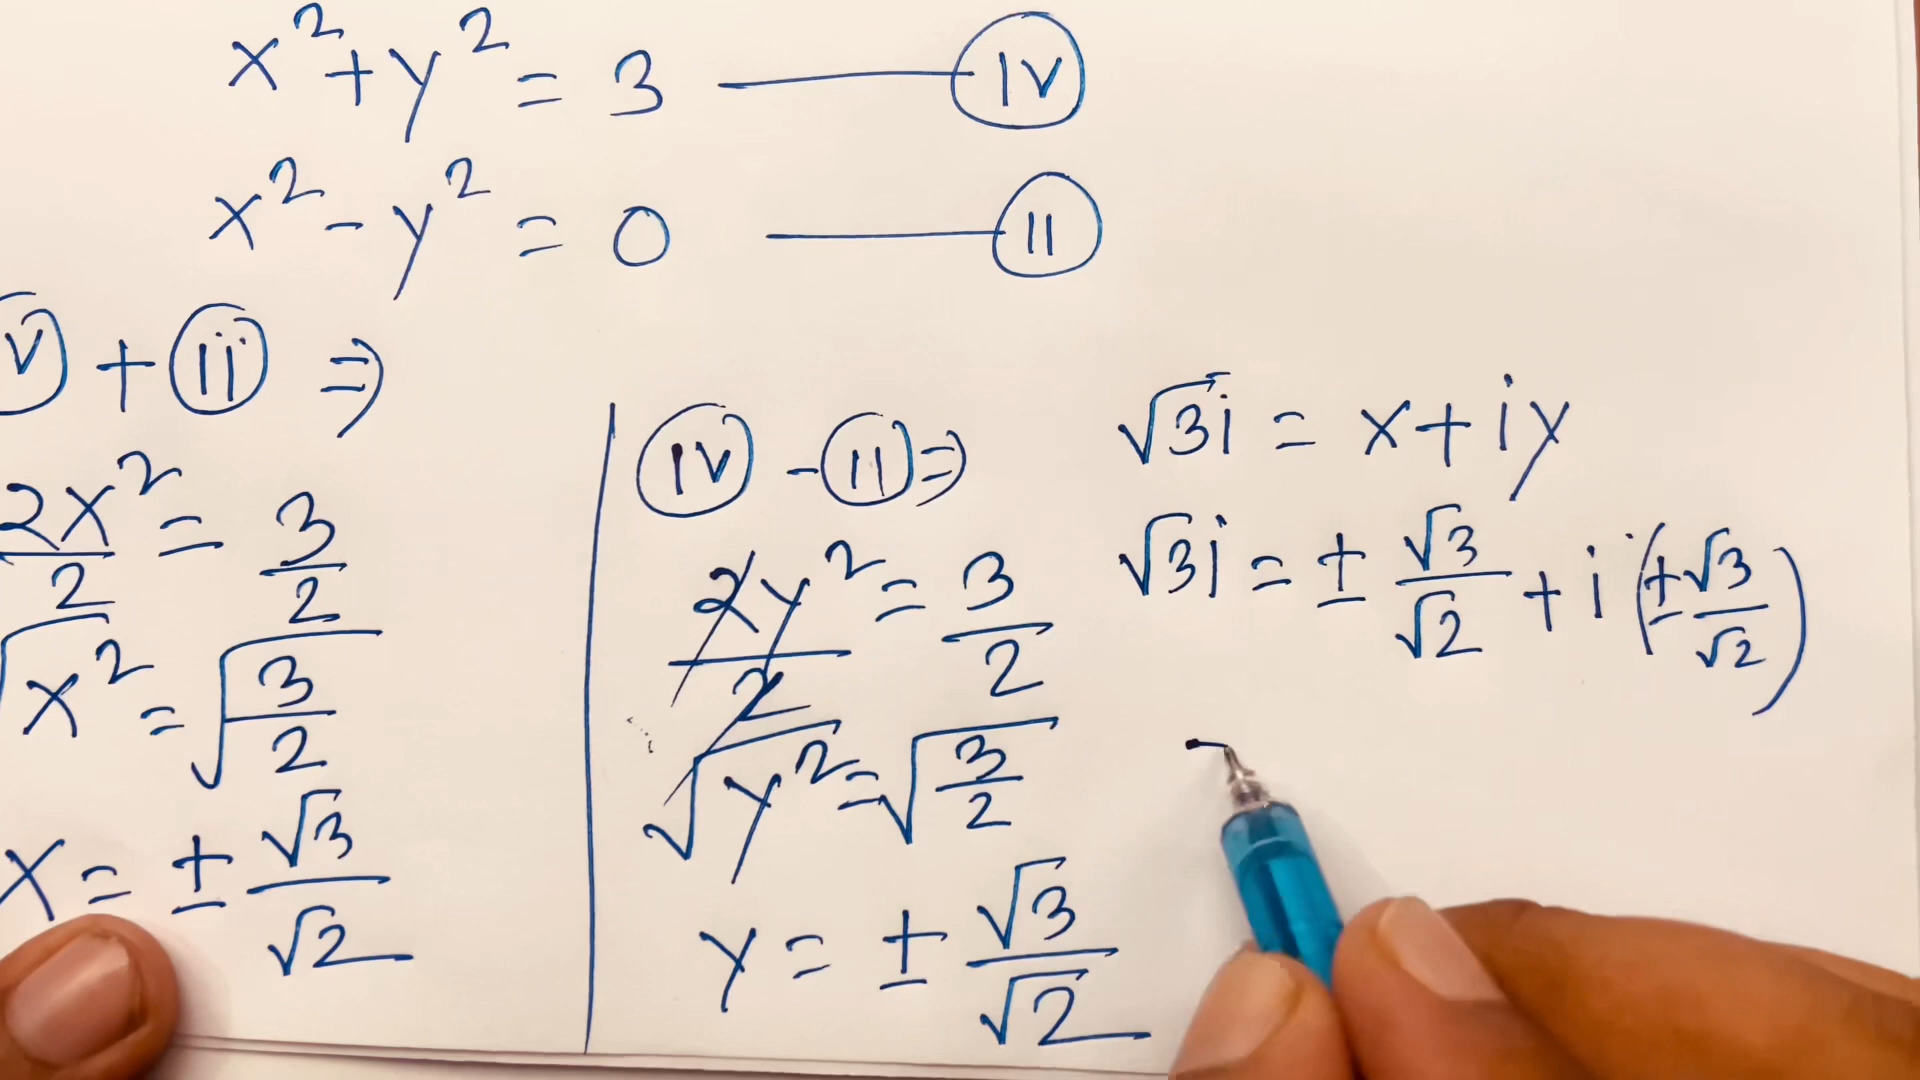 x² + y² = 3 — (IV)
x² - y² = 0 — (II)
V + (ii) ⇒
2x²/2 = 3/2
√x² = √(3/2)
x = ± √3/√2
(IV) - (II) ⇒
2y²/2 = 3/2
√y² = √(3/2)
y = ± √3/√2
√3i = x + iy
√3i = ± √3/√2 + i (± √3/√2)